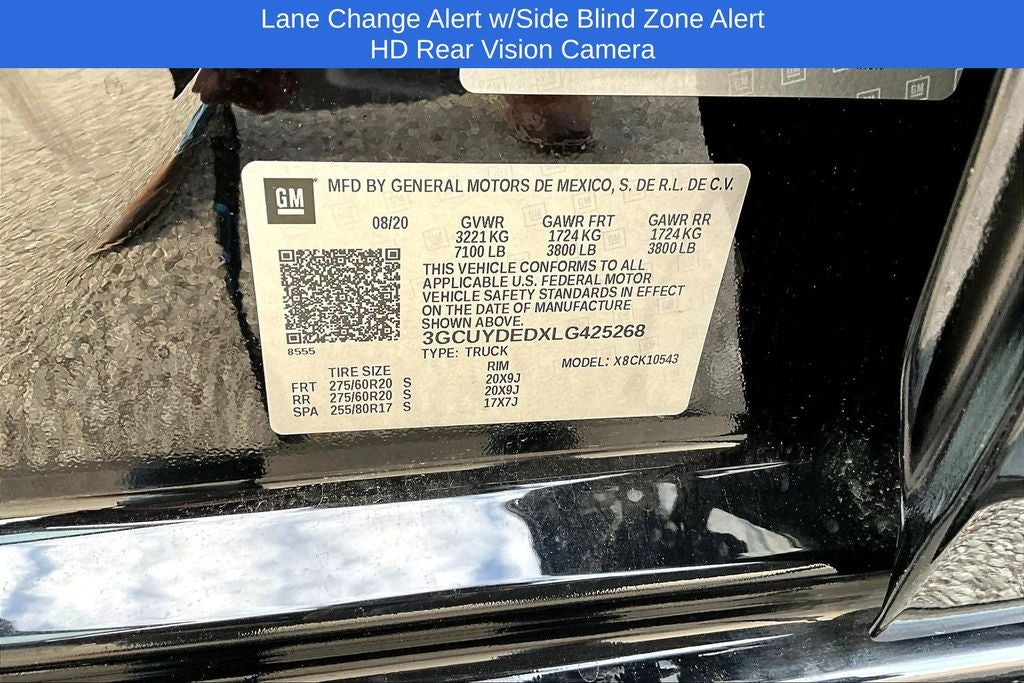 Lane Change Alert w/Side Blind Zone Alert
HD Rear Vision Camera
GM
GM MFD BY GENERAL MOTORS DE MEXICO, S. DE R.L. DE C.V.
08/20 GVWR GAWR FRT GAWR RR
3221 KG 1724 KG 1724 KG
7100 LB 3800 LB 3800 LB
THIS VEHICLE CONFORMS TO ALL
APPLICABLE U.S. FEDERAL MOTOR
VEHICLE SAFETY STANDARDS IN EFFECT
ON THE DATE OF MANUFACTURE
SHOWN ABOVE.
3GCUYDEDXLG425268
8555 TYPE: TRUCK MODEL: X8CK10543
TIRE SIZE RIM
FRT 275/60R20 S 20X9J
RR 275/60R20 S 20X9J
SPA 255/80R17 S 17X7J